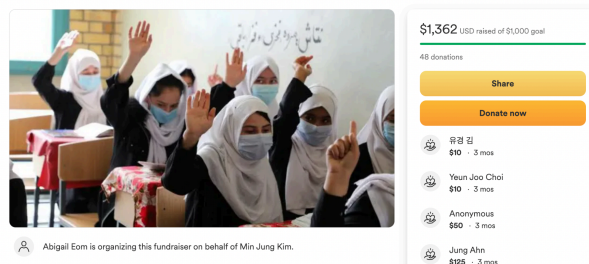 $1,362 USD raised of $1,000 goal
48 donations
Share
Donate now
유경 김
$10 · 3 mos
Yeun Joo Choi
$10 · 3 mos
Anonymous
$50 · 3 mos
Jung Ahn
$125 · 3 mos
Abigail Eom is organizing this fundraiser on behalf of Min Jung Kim.